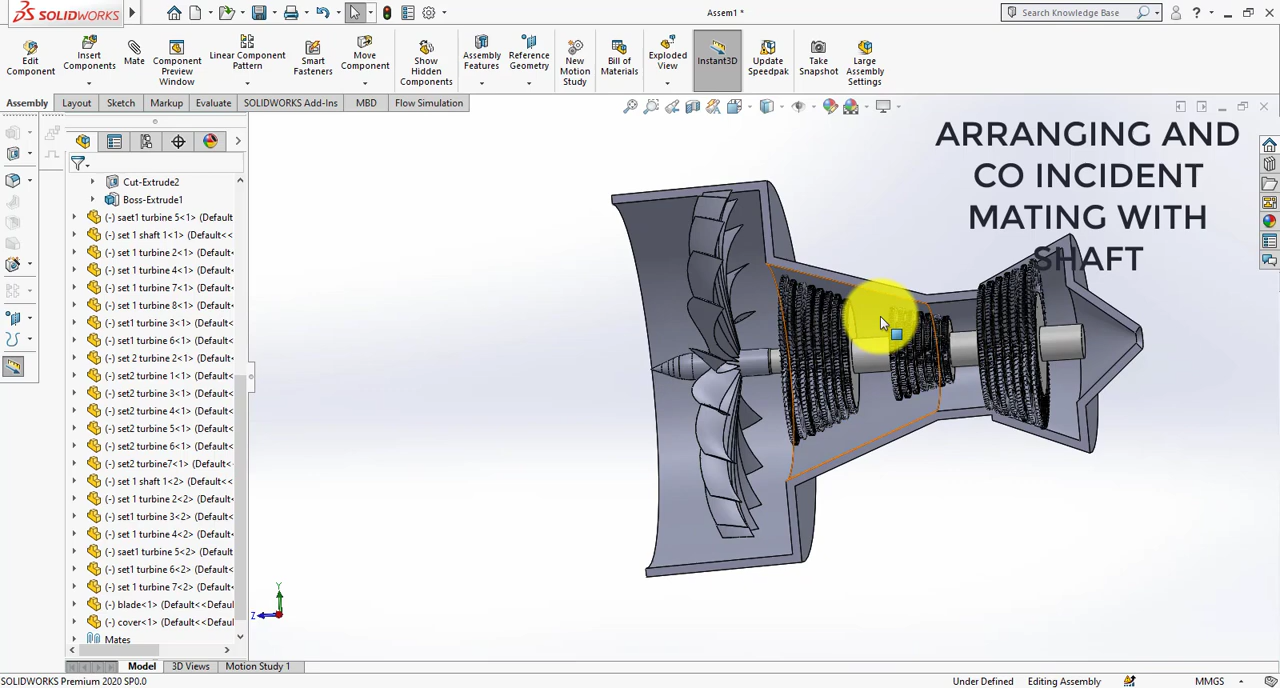 SOLIDWORKS
Assem1 *
Search Knowledge Base
Edit
Component
Insert
Components
Mate
Component
Preview
Window
Linear Component
Pattern
Smart
Fasteners
Move
Component
Show
Hidden
Components
Assembly
Features
Reference
Geometry
New
Motion
Study
Bill of
Materials
Exploded
View
Instant3D
Update
Speedpak
Take
Snapshot
Large
Assembly
Settings
Assembly
Layout
Sketch
Markup
Evaluate
SOLIDWORKS Add-Ins
MBD
Flow Simulation
ARRANGING AND
CO INCIDENT
MATING WITH
SHAFT
Cut-Extrude2
Boss-Extrude1
(-) saet1 turbine 5<1> (Default
(-) set 1 shaft 1<1> (Default<<
(-) set 1 turbine 2<1> (Default
(-) set 1 turbine 4<1> (Default
(-) set 1 turbine 7<1> (Default
(-) set 1 turbine 8<1> (Default
(-) set1 turbine 3<1> (Default<
(-) set1 turbine 6<1> (Default<
(-) set 2 turbine 2<1> (Default
(-) set2 turbine 1<1> (Default<
(-) set2 turbine 3<1> (Default<
(-) set2 turbine 4<1> (Default<
(-) set2 turbine 5<1> (Default<
(-) set2 turbine 6<1> (Default<
(-) set2 turbine7<1> (Default<
(-) set 1 shaft 1<2> (Default<<
(-) set 1 turbine 2<2> (Default
(-) set1 turbine 3<2> (Default<
(-) set 1 turbine 4<2> (Default
(-) saet1 turbine 5<2> (Default
(-) set1 turbine 6<2> (Default<
(-) set 1 turbine 7<2> (Default
(-) blade<1> (Default<<Defaul
(-) cover<1> (Default<<Defaul
Mates
Y
Z
Model
3D Views
Motion Study 1
SOLIDWORKS Premium 2020 SP0.0
Under Defined
Editing Assembly
MMGS